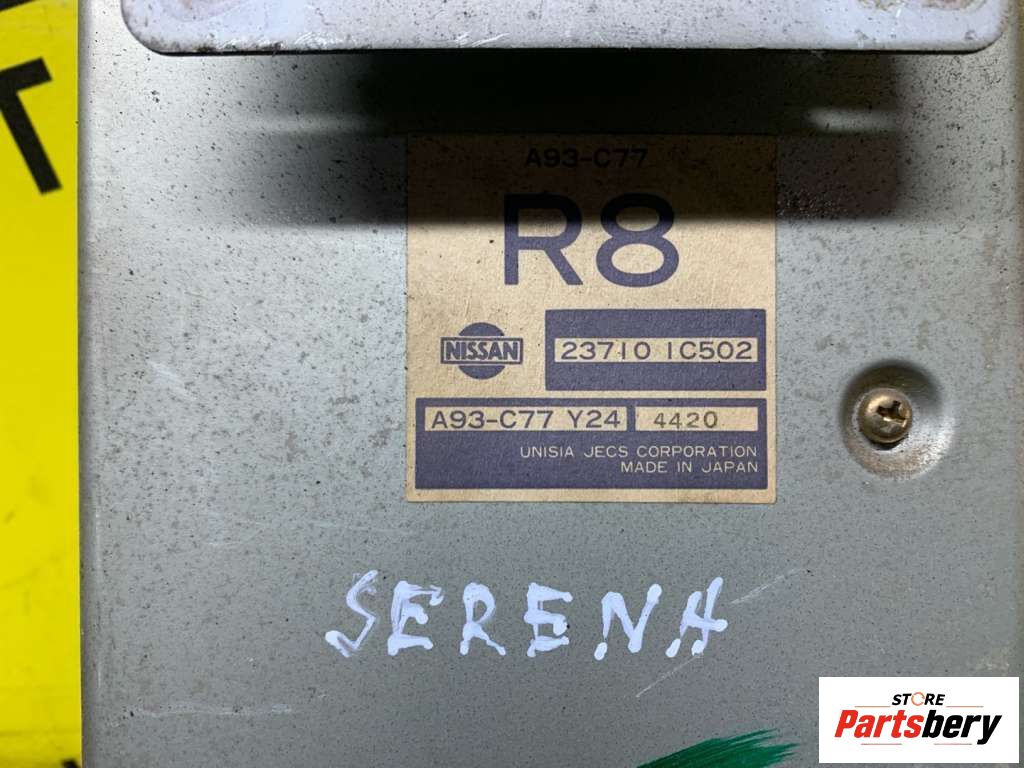 T
A93-C77
R8
NISSAN
23710 1C502
A93-C77 Y24 4420
UNISIA JECS CORPORATION
MADE IN JAPAN
SERENA
STORE
Partsbery